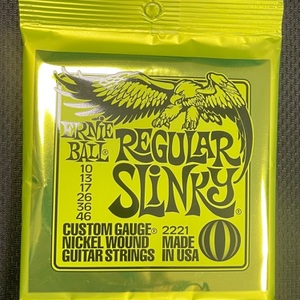 ERNIE
BALL®
REGULAR
SLINKY®
10
13
17
26
36
46
CUSTOM GAUGE® 2221
NICKEL WOUND MADE
GUITAR STRINGS IN USA